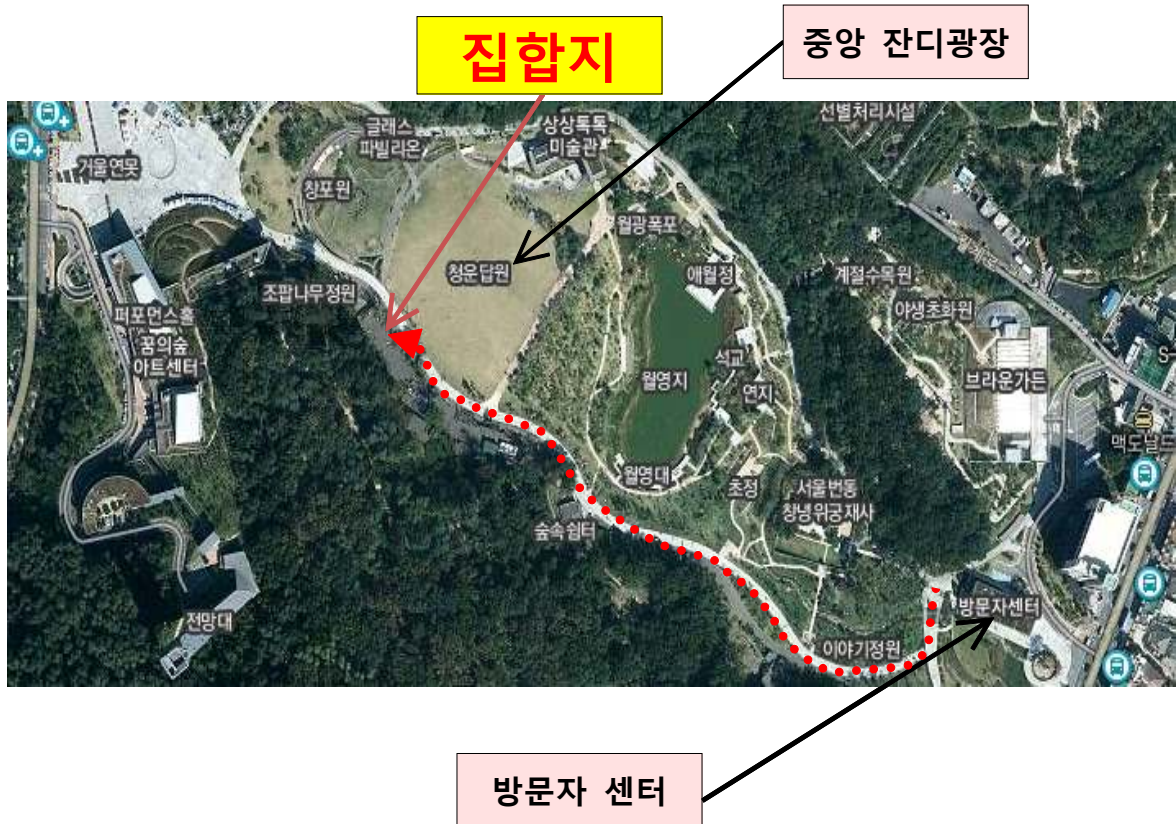 집합지
중앙 잔디광장
선별처리시설
글래스
파빌리온
상상톡톡
미술관
거울연못
창포원
월광폭포
청운답원
애월정
계절수목원
조팝나무정원
야생초화원
퍼포먼스홀
꿈의숲
아트센터
석교
월영지
연지
브라운가든
맥도날드
월영대
초정
서울번동
창녕위궁재사
숲속쉼터
방문자센터
전망대
이야기정원
방문자 센터